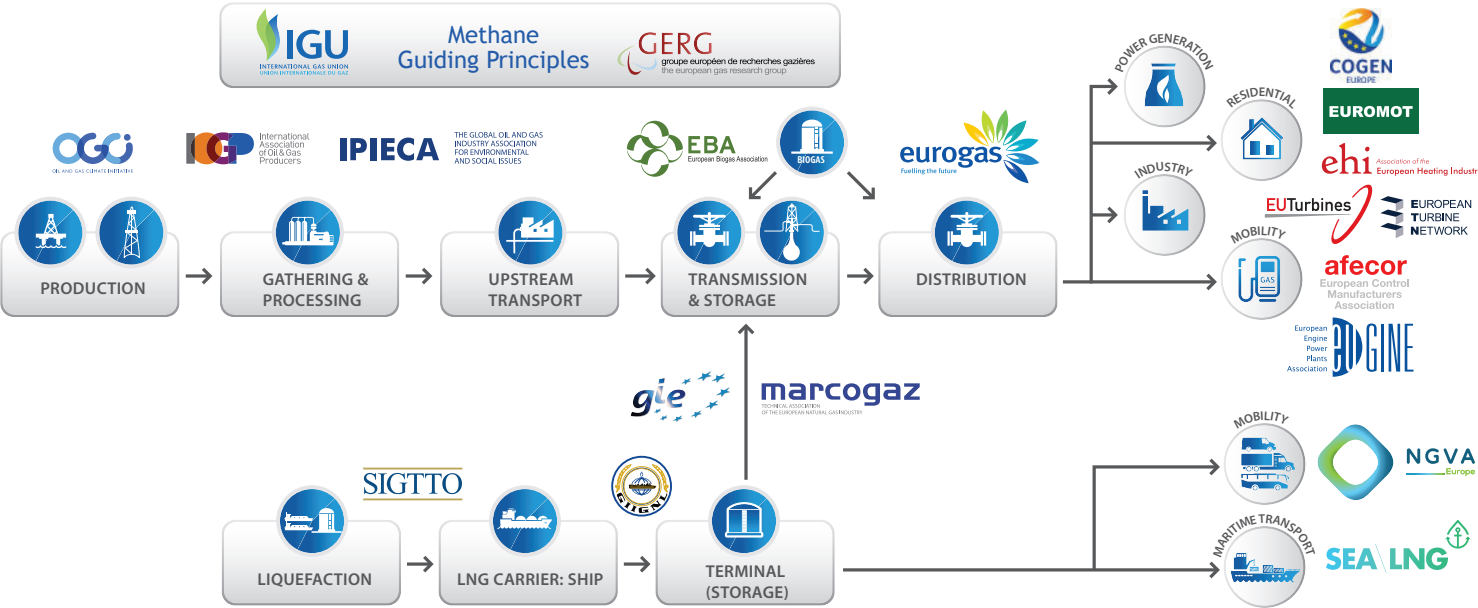 IGU
INTERNATIONAL GAS UNION
UNION INTERNATIONALE DU GAZ
Methane
Guiding Principles
GERG
groupe européen de recherches gazières
the european gas research group
OGCI
OIL AND GAS CLIMATE INITIATIVE
IOGP
International
Association
of Oil & Gas
Producers
IPIECA
THE GLOBAL OIL AND GAS
INDUSTRY ASSOCIATION
FOR ENVIRONMENTAL
AND SOCIAL ISSUES
EBA
European Biogas Association
BIOGAS
eurogas
Fuelling the future
PRODUCTION
GATHERING &
PROCESSING
UPSTREAM
TRANSPORT
TRANSMISSION
& STORAGE
DISTRIBUTION
POWER GENERATION
RESIDENTIAL
INDUSTRY
MOBILITY
GAS
COGEN
EUROPE
EUROMOT
ehi
Association of the
European Heating Industr
EUTurbines
EUROPEAN
TURBINE
NETWORK
afecor
European Control
Manufacturers
Association
European
Engine
Power
Plants
Association
EUGINE
gie
marcogaz
TECHNICAL ASSOCIATION
OF THE EUROPEAN NATURAL GAS INDUSTRY
SIGTTO
GIIGNL
LIQUEFACTION
LNG CARRIER: SHIP
TERMINAL
(STORAGE)
MOBILITY
NGVA
Europe
MARITIME TRANSPORT
SEA\LNG